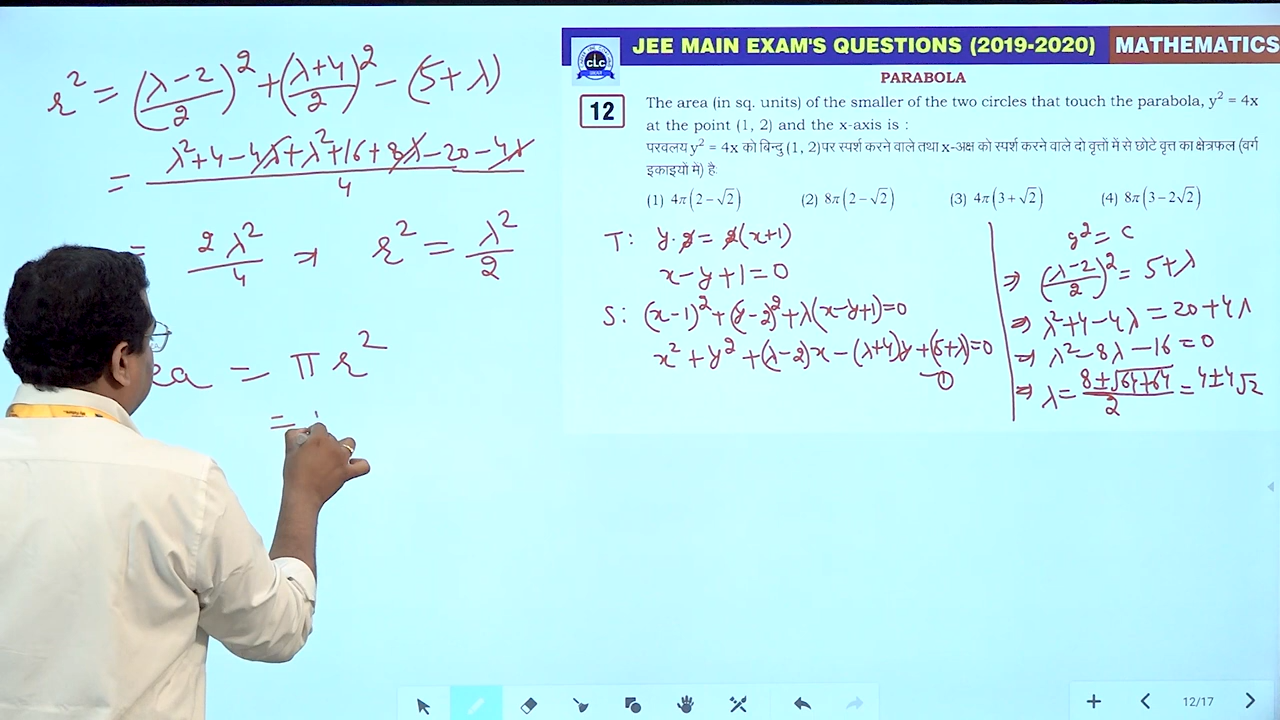 r² = (λ-2/2)² + (λ+4/2)² - (5+λ)
= λ²+4-4λ+λ²+16+8λ-20-4λ / 4
= 2λ²/4 ⇒ r² = λ²/2
ea = πr²
=
CLC
JEE MAIN EXAM'S QUESTIONS (2019-2020) MATHEMATICS
PARABOLA
12
The area (in sq. units) of the smaller of the two circles that touch the parabola, y² = 4x
at the point (1, 2) and the x-axis is :
परवलय y² = 4x को बिन्दु (1, 2)पर स्पर्श करने वाले तथा x-अक्ष को स्पर्श करने वाले दो वृत्तों में से छोटे वृत्त का क्षेत्रफल (वर्ग
इकाइयों में) है
(1) 4π(2-√2) (2) 8π(2-√2) (3) 4π(3+√2) (4) 8π(3-2√2)
T: y·2 = 2(x+1)
x-y+1=0
S: (x-1)²+(y-2)²+λ(x-y+1)=0
x²+y²+(λ-2)x-(λ+4)y+(5+λ)=0
①
g² = c
⇒ (λ-2/2)² = 5+λ
⇒ λ²+4-4λ = 20+4λ
⇒ λ²-8λ-16=0
⇒ λ = 8±√64+64 / 2 = 4±4√2
12/17